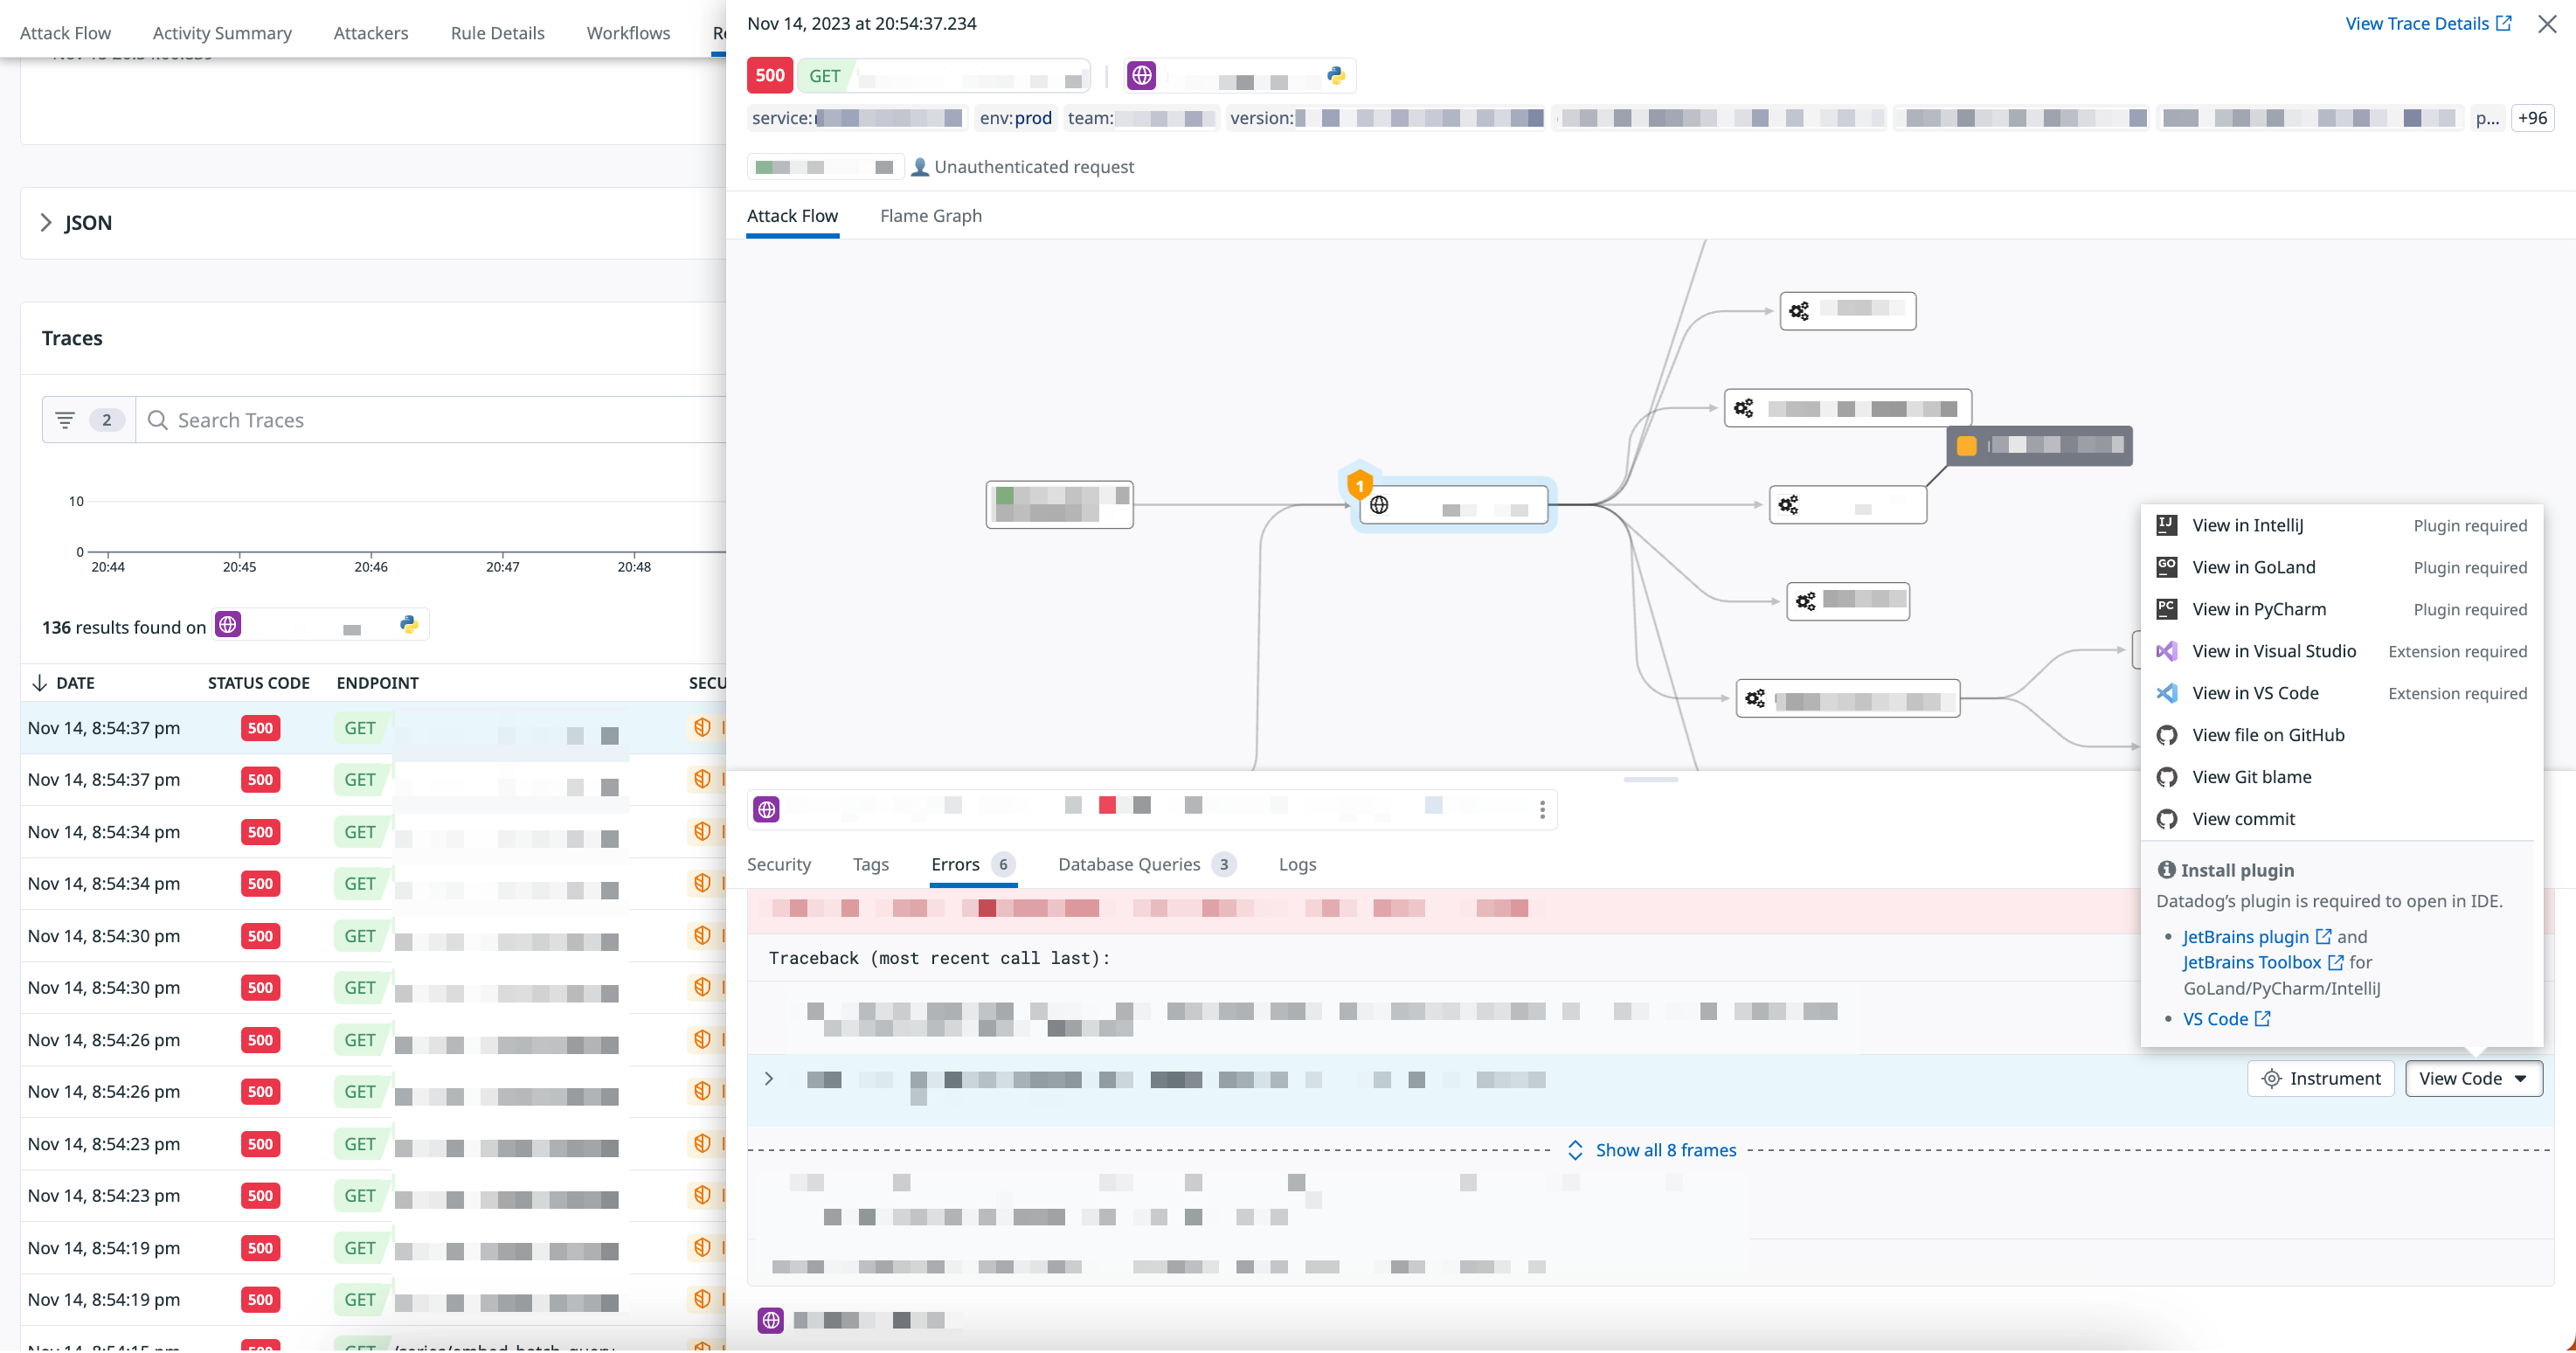 Attack Flow Activity Summary Attackers Rule Details Workflows
JSON
Traces
2 Search Traces
10
0
20:44 20:45 20:46 20:47 20:48
136 results found on
DATE STATUS CODE ENDPOINT SECU
Nov 14, 8:54:37 pm 500 GET
Nov 14, 8:54:37 pm 500 GET
Nov 14, 8:54:34 pm 500 GET
Nov 14, 8:54:34 pm 500 GET
Nov 14, 8:54:30 pm 500 GET
Nov 14, 8:54:30 pm 500 GET
Nov 14, 8:54:26 pm 500 GET
Nov 14, 8:54:26 pm 500 GET
Nov 14, 8:54:23 pm 500 GET
Nov 14, 8:54:23 pm 500 GET
Nov 14, 8:54:19 pm 500 GET
Nov 14, 8:54:19 pm 500 GET
Nov 14, 2023 at 20:54:37.234 View Trace Details
500 GET
service: env:prod team: version: p... +96
Unauthenticated request
Attack Flow Flame Graph
1
Security Tags Errors 6 Database Queries 3 Logs
Traceback (most recent call last):
View in IntelliJ Plugin required
View in GoLand Plugin required
View in PyCharm Plugin required
View in Visual Studio Extension required
View in VS Code Extension required
View file on GitHub
View Git blame
View commit
Install plugin
Datadog’s plugin is required to open in IDE.
• JetBrains plugin and
JetBrains Toolbox for
GoLand/PyCharm/IntelliJ
• VS Code
Instrument View Code
Show all 8 frames